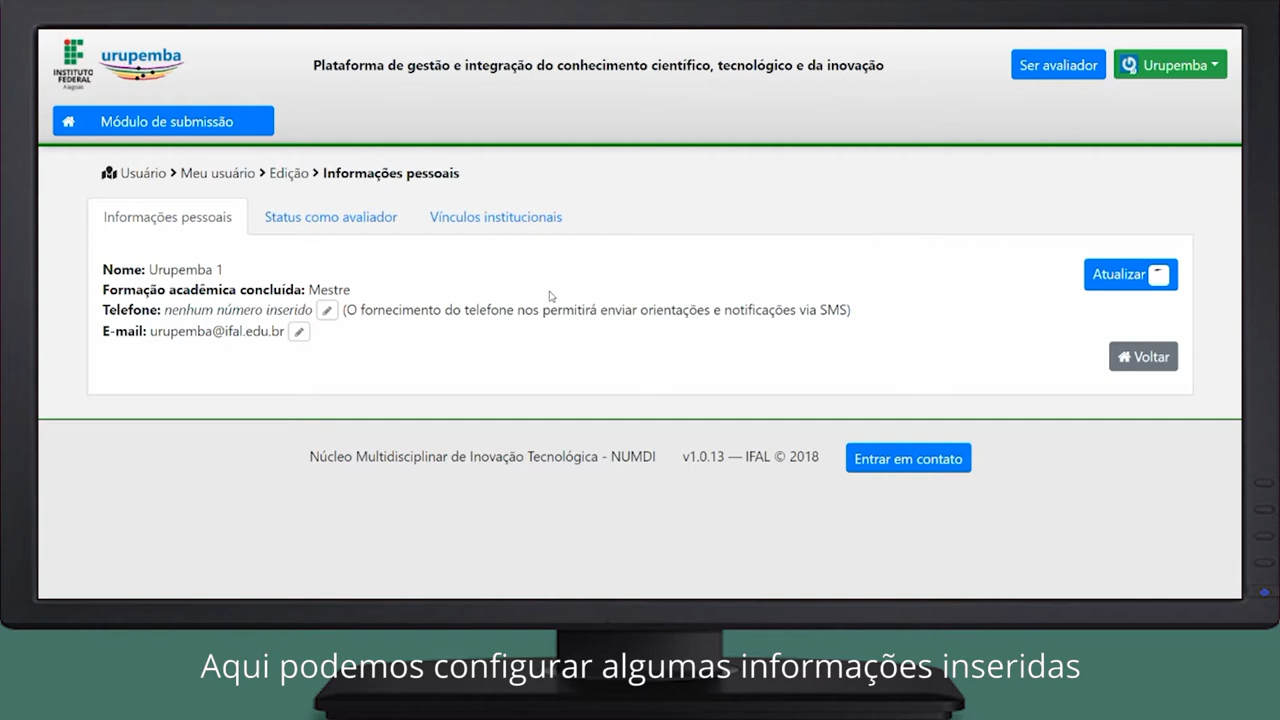 INSTITUTO
FEDERAL
Alagoas
urupemba
Plataforma de gestão e integração do conhecimento científico, tecnológico e da inovação
Ser avaliador
Urupemba
Módulo de submissão
Usuário > Meu usuário > Edição > Informações pessoais
Informações pessoais
Status como avaliador
Vínculos institucionais
Nome: Urupemba 1
Formação acadêmica concluída: Mestre
Telefone: nenhum número inserido (O fornecimento do telefone nos permitirá enviar orientações e notificações via SMS)
E-mail: urupemba@ifal.edu.br
Atualizar
Voltar
Núcleo Multidisciplinar de Inovação Tecnológica - NUMDI v1.0.13 — IFAL © 2018 Entrar em contato
Aqui podemos configurar algumas informações inseridas